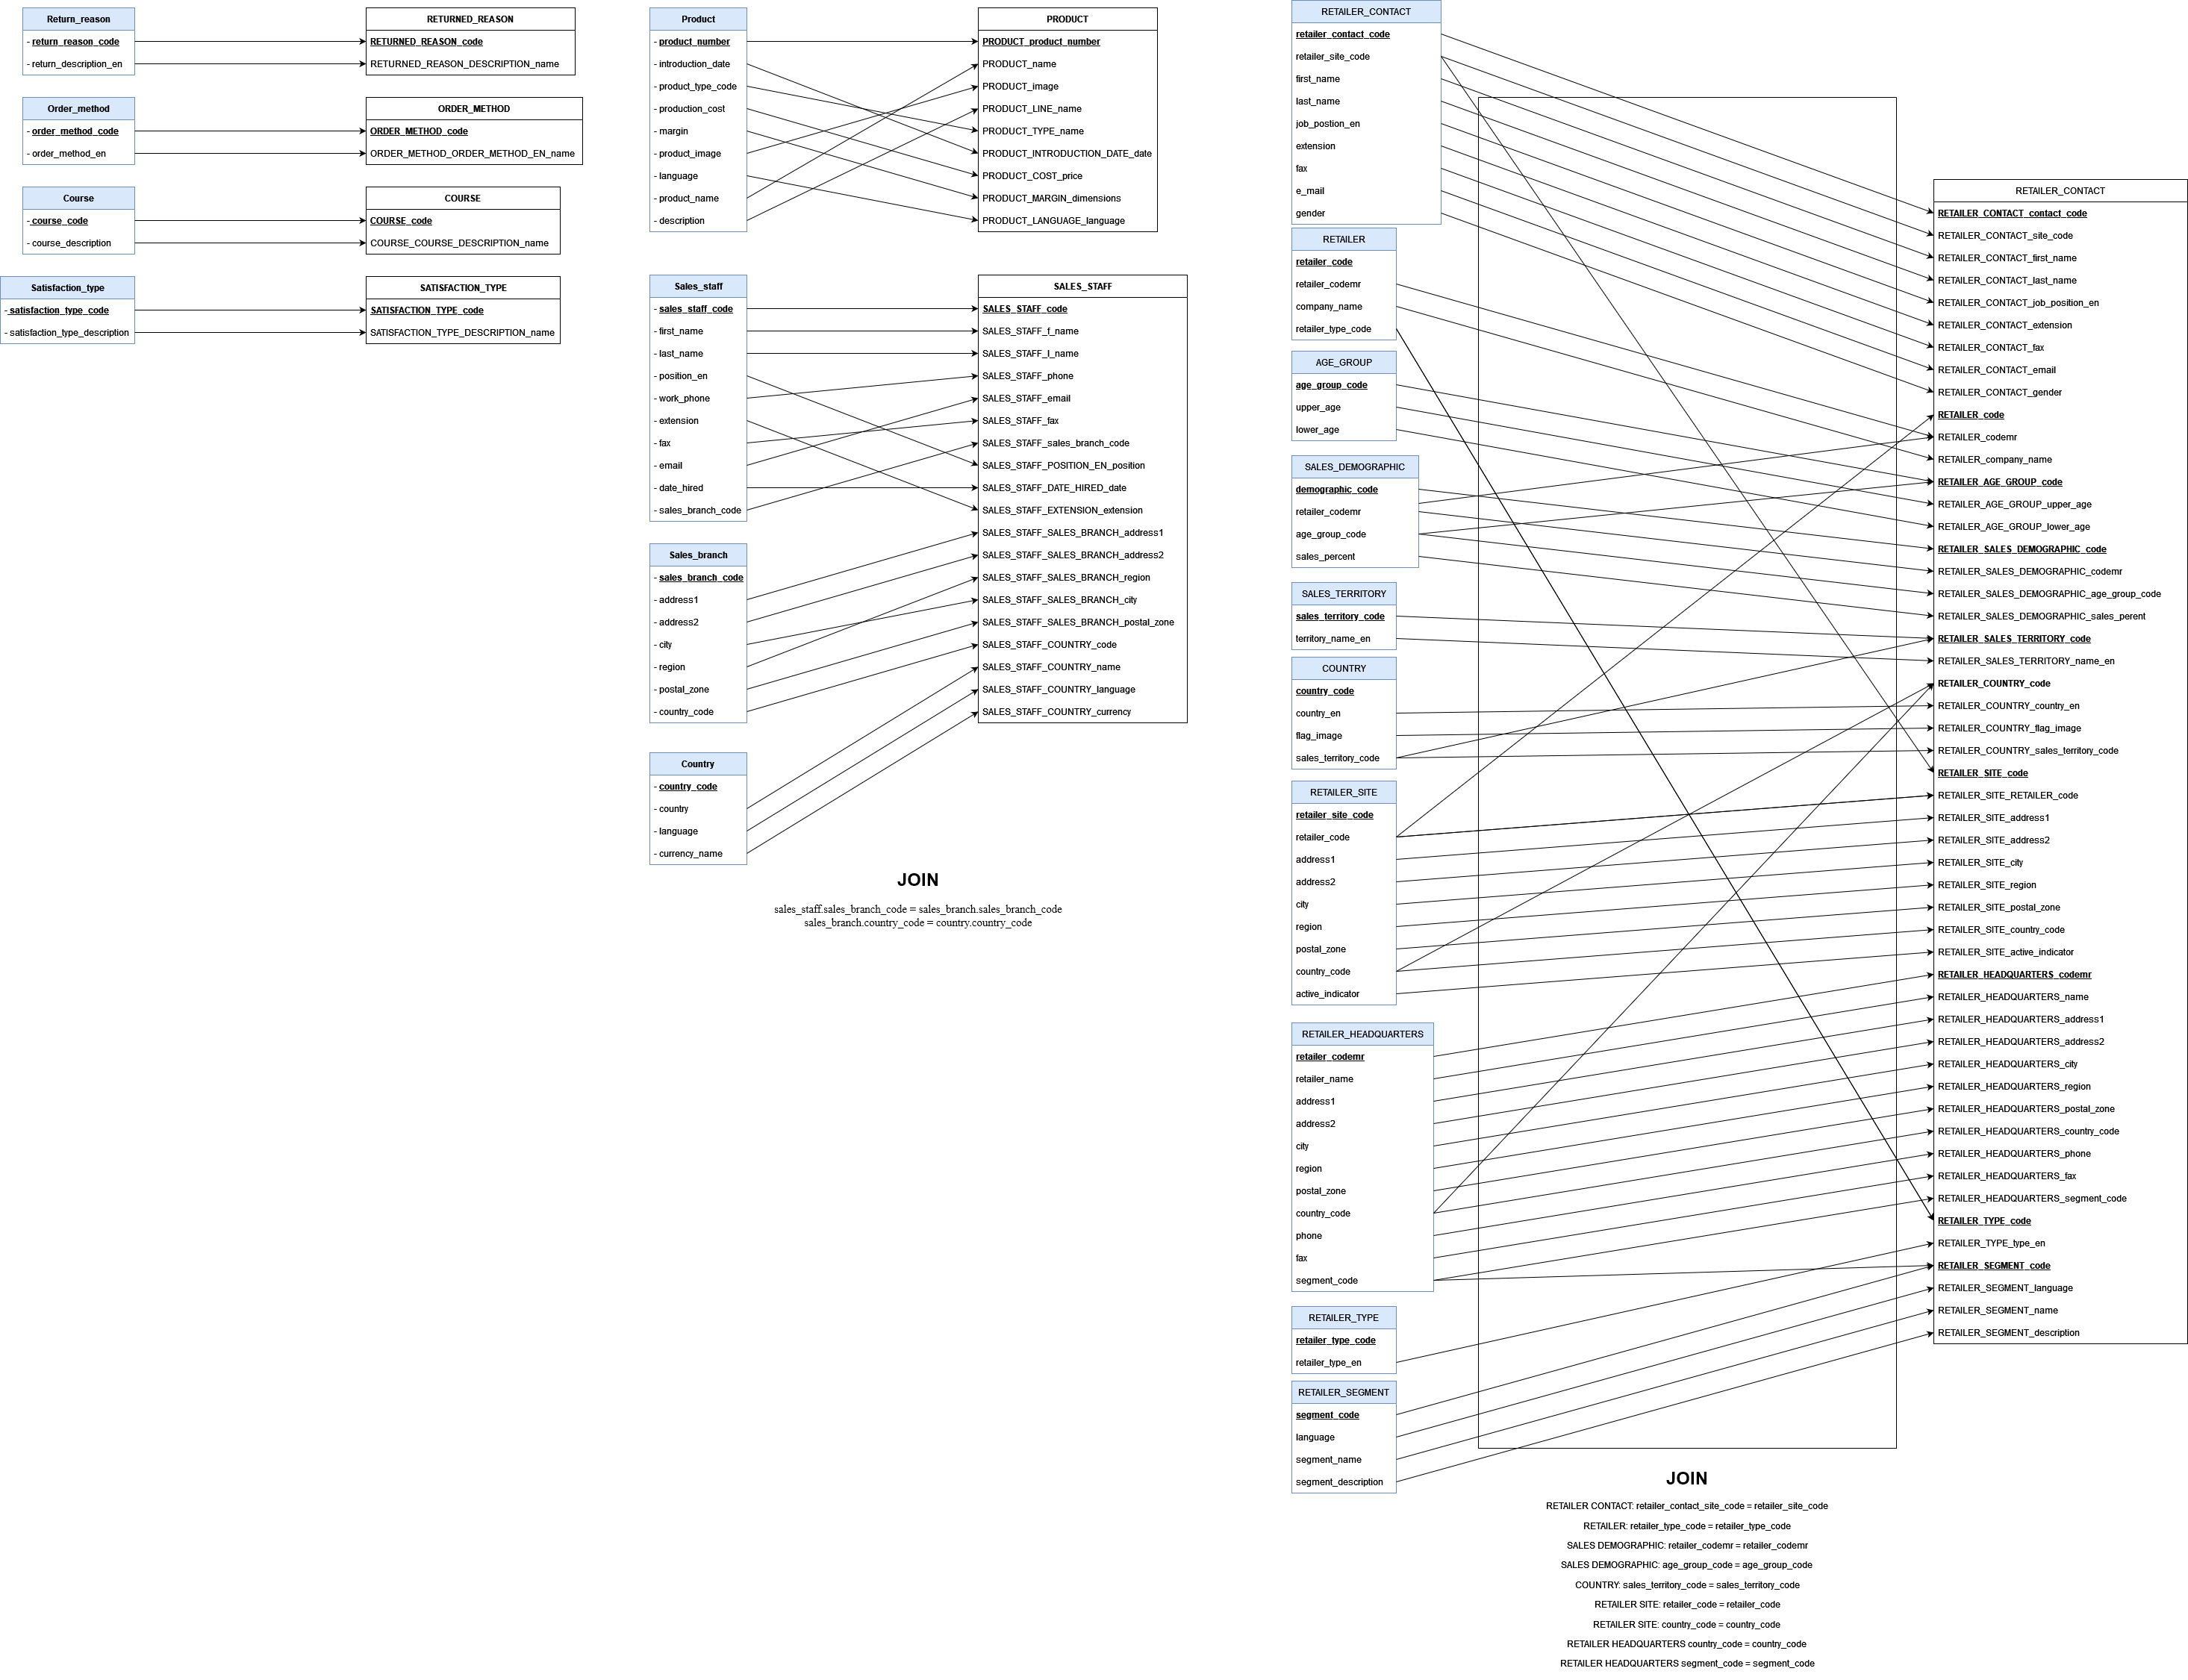 Return_reason
- return_reason_code
- return_description_en
RETURNED_REASON
RETURNED_REASON_code
RETURNED_REASON_DESCRIPTION_name
Order_method
- order_method_code
- order_method_en
ORDER_METHOD
ORDER_METHOD_code
ORDER_METHOD_ORDER_METHOD_EN_name
Course
- course_code
- course_description
COURSE
COURSE_code
COURSE_COURSE_DESCRIPTION_name
Satisfaction_type
- satisfaction_type_code
- satisfaction_type_description
SATISFACTION_TYPE
SATISFACTION_TYPE_code
SATISFACTION_TYPE_DESCRIPTION_name
Product
- product_number
- introduction_date
- product_type_code
- production_cost
- margin
- product_image
- language
- product_name
- description
PRODUCT
PRODUCT_product_number
PRODUCT_name
PRODUCT_image
PRODUCT_LINE_name
PRODUCT_TYPE_name
PRODUCT_INTRODUCTION_DATE_date
PRODUCT_COST_price
PRODUCT_MARGIN_dimensions
PRODUCT_LANGUAGE_language
Sales_staff
- sales_staff_code
- first_name
- last_name
- position_en
- work_phone
- extension
- fax
- email
- date_hired
- sales_branch_code
Sales_branch
- sales_branch_code
- address1
- address2
- city
- region
- postal_zone
- country_code
Country
- country_code
- country
- language
- currency_name
SALES_STAFF
SALES_STAFF_code
SALES_STAFF_f_name
SALES_STAFF_l_name
SALES_STAFF_phone
SALES_STAFF_email
SALES_STAFF_fax
SALES_STAFF_sales_branch_code
SALES_STAFF_POSITION_EN_position
SALES_STAFF_DATE_HIRED_date
SALES_STAFF_EXTENSION_extension
SALES_STAFF_SALES_BRANCH_address1
SALES_STAFF_SALES_BRANCH_address2
SALES_STAFF_SALES_BRANCH_region
SALES_STAFF_SALES_BRANCH_city
SALES_STAFF_SALES_BRANCH_postal_zone
SALES_STAFF_COUNTRY_code
SALES_STAFF_COUNTRY_name
SALES_STAFF_COUNTRY_language
SALES_STAFF_COUNTRY_currency
JOIN
sales_staff.sales_branch_code = sales_branch.sales_branch_code
sales_branch.country_code = country.country_code
RETAILER_CONTACT
retailer_contact_code
retailer_site_code
first_name
last_name
job_postion_en
extension
fax
e_mail
gender
RETAILER
retailer_code
retailer_codemr
company_name
retailer_type_code
AGE_GROUP
age_group_code
upper_age
lower_age
SALES_DEMOGRAPHIC
demographic_code
retailer_codemr
age_group_code
sales_percent
SALES_TERRITORY
sales_territory_code
territory_name_en
COUNTRY
country_code
country_en
flag_image
sales_territory_code
RETAILER_SITE
retailer_site_code
retailer_code
address1
address2
city
region
postal_zone
country_code
active_indicator
RETAILER_HEADQUARTERS
retailer_codemr
retailer_name
address1
address2
city
region
postal_zone
country_code
phone
fax
segment_code
RETAILER_TYPE
retailer_type_code
retailer_type_en
RETAILER_SEGMENT
segment_code
language
segment_name
segment_description
RETAILER_CONTACT
RETAILER_CONTACT_contact_code
RETAILER_CONTACT_site_code
RETAILER_CONTACT_first_name
RETAILER_CONTACT_last_name
RETAILER_CONTACT_job_position_en
RETAILER_CONTACT_extension
RETAILER_CONTACT_fax
RETAILER_CONTACT_email
RETAILER_CONTACT_gender
RETAILER_code
RETAILER_codemr
RETAILER_company_name
RETAILER_AGE_GROUP_code
RETAILER_AGE_GROUP_upper_age
RETAILER_AGE_GROUP_lower_age
RETAILER_SALES_DEMOGRAPHIC_code
RETAILER_SALES_DEMOGRAPHIC_codemr
RETAILER_SALES_DEMOGRAPHIC_age_group_code
RETAILER_SALES_DEMOGRAPHIC_sales_perent
RETAILER_SALES_TERRITORY_code
RETAILER_SALES_TERRITORY_name_en
RETAILER_COUNTRY_code
RETAILER_COUNTRY_country_en
RETAILER_COUNTRY_flag_image
RETAILER_COUNTRY_sales_territory_code
RETAILER_SITE_code
RETAILER_SITE_RETAILER_code
RETAILER_SITE_address1
RETAILER_SITE_address2
RETAILER_SITE_city
RETAILER_SITE_region
RETAILER_SITE_postal_zone
RETAILER_SITE_country_code
RETAILER_SITE_active_indicator
RETAILER_HEADQUARTERS_codemr
RETAILER_HEADQUARTERS_name
RETAILER_HEADQUARTERS_address1
RETAILER_HEADQUARTERS_address2
RETAILER_HEADQUARTERS_city
RETAILER_HEADQUARTERS_region
RETAILER_HEADQUARTERS_postal_zone
RETAILER_HEADQUARTERS_country_code
RETAILER_HEADQUARTERS_phone
RETAILER_HEADQUARTERS_fax
RETAILER_HEADQUARTERS_segment_code
RETAILER_TYPE_code
RETAILER_TYPE_type_en
RETAILER_SEGMENT_code
RETAILER_SEGMENT_language
RETAILER_SEGMENT_name
RETAILER_SEGMENT_description
JOIN
RETAILER CONTACT: retailer_contact_site_code = retailer_site_code
RETAILER: retailer_type_code = retailer_type_code
SALES DEMOGRAPHIC: retailer_codemr = retailer_codemr
SALES DEMOGRAPHIC: age_group_code = age_group_code
COUNTRY: sales_territory_code = sales_territory_code
RETAILER SITE: retailer_code = retailer_code
RETAILER SITE: country_code = country_code
RETAILER HEADQUARTERS country_code = country_code
RETAILER HEADQUARTERS segment_code = segment_code